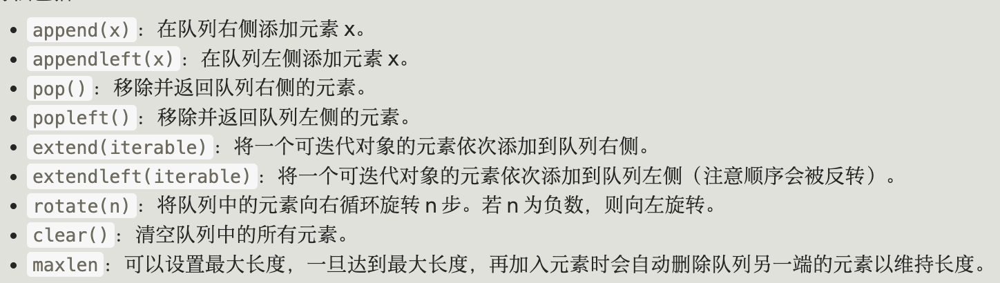 append(x)：在队列右侧添加元素 x。
appendleft(x)：在队列左侧添加元素 x。
pop()：移除并返回队列右侧的元素。
popleft()：移除并返回队列左侧的元素。
extend(iterable)：将一个可迭代对象的元素依次添加到队列右侧。
extendleft(iterable)：将一个可迭代对象的元素依次添加到队列左侧（注意顺序会被反转）。
rotate(n)：将队列中的元素向右循环旋转 n 步。若 n 为负数，则向左旋转。
clear()：清空队列中的所有元素。
maxlen：可以设置最大长度，一旦达到最大长度，再加入元素时会自动删除队列另一端的元素以维持长度。